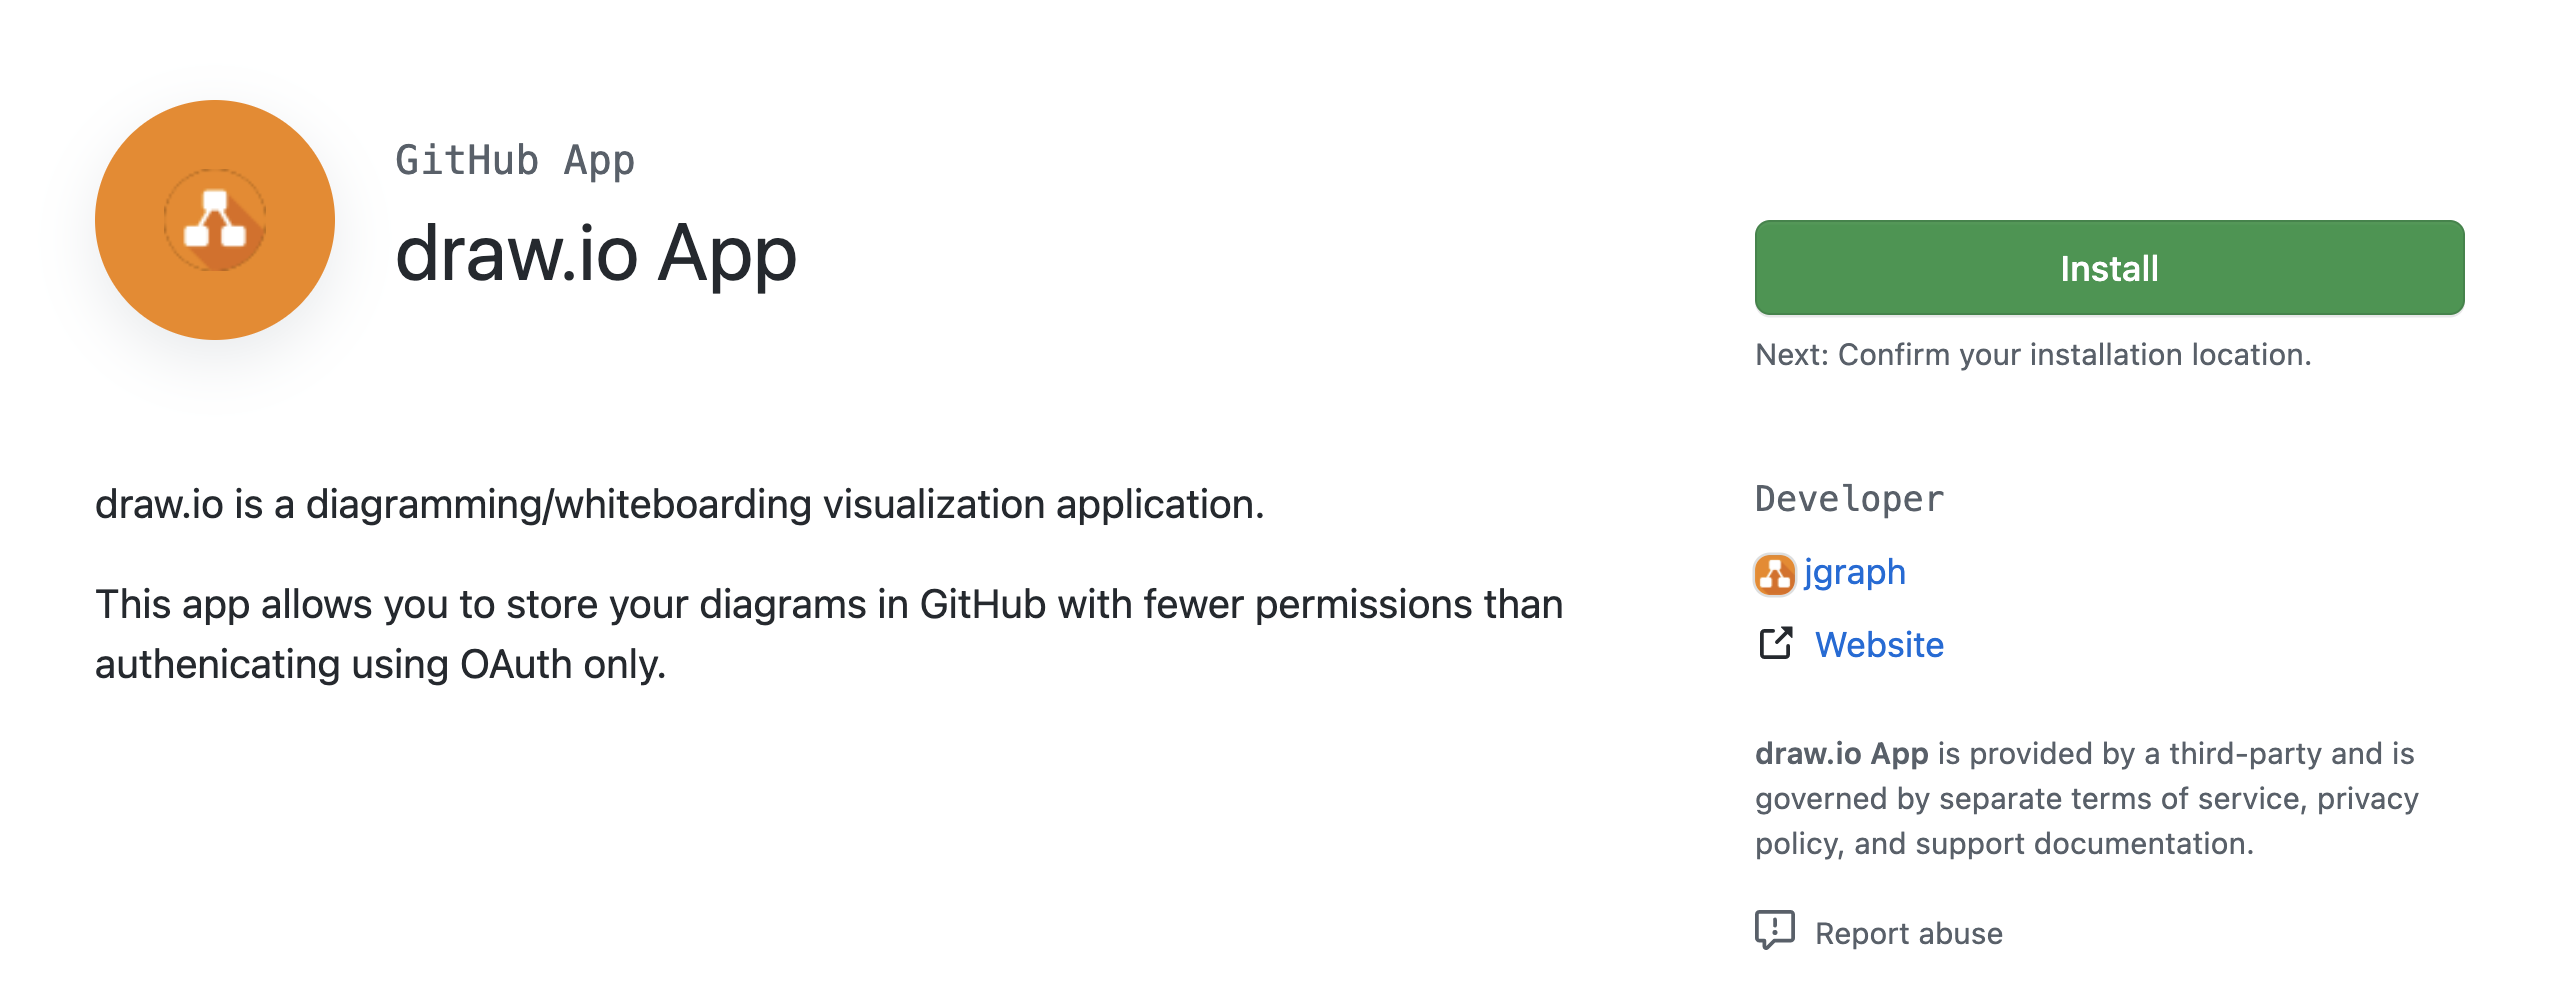 GitHub App
draw.io App
Install
Next: Confirm your installation location.
draw.io is a diagramming/whiteboarding visualization application.
This app allows you to store your diagrams in GitHub with fewer permissions than
authenicating using OAuth only.
Developer
jgraph
Website
draw.io App is provided by a third-party and is
governed by separate terms of service, privacy
policy, and support documentation.
Report abuse